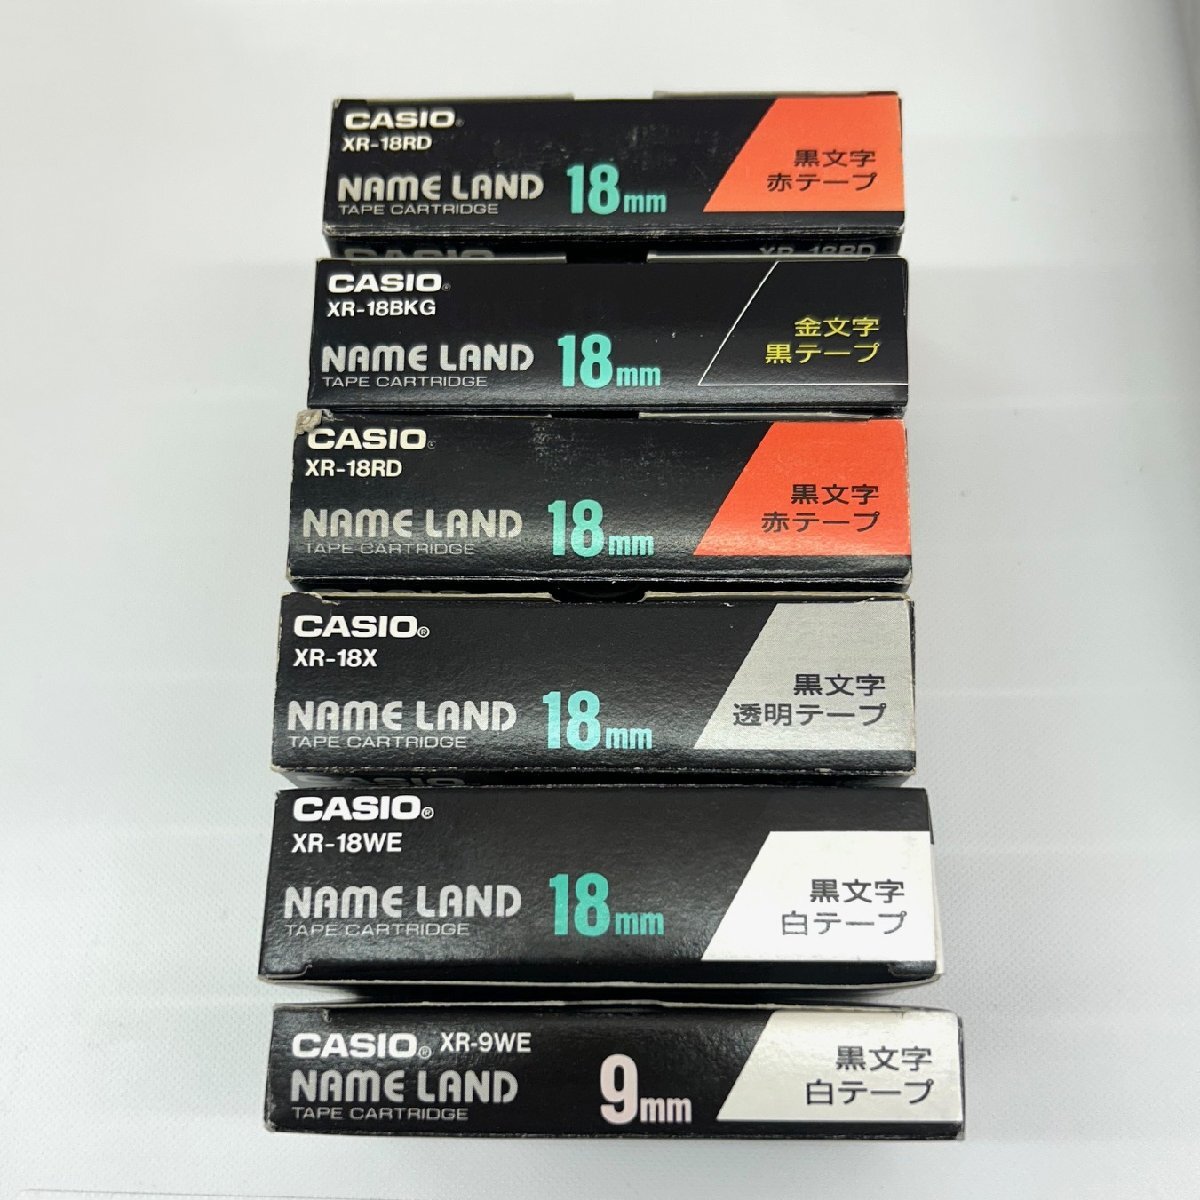 CASIO®
XR-18RD
NAME LAND 18mm
TAPE CARTRIDGE
黒文字
赤テープ
CASIO XR-18RD
CASIO®
XR-18BKG
NAME LAND 18mm
TAPE CARTRIDGE
金文字
黒テープ
CASIO®
XR-18RD
NAME LAND 18mm
TAPE CARTRIDGE
黒文字
赤テープ
CASIO®
XR-18X
NAME LAND 18mm
TAPE CARTRIDGE
黒文字
透明テープ
CASIO
CASIO®
XR-18WE
NAME LAND 18mm
TAPE CARTRIDGE
黒文字
白テープ
CASIO® XR-9WE
NAME LAND 9mm
TAPE CARTRIDGE
黒文字
白テープ